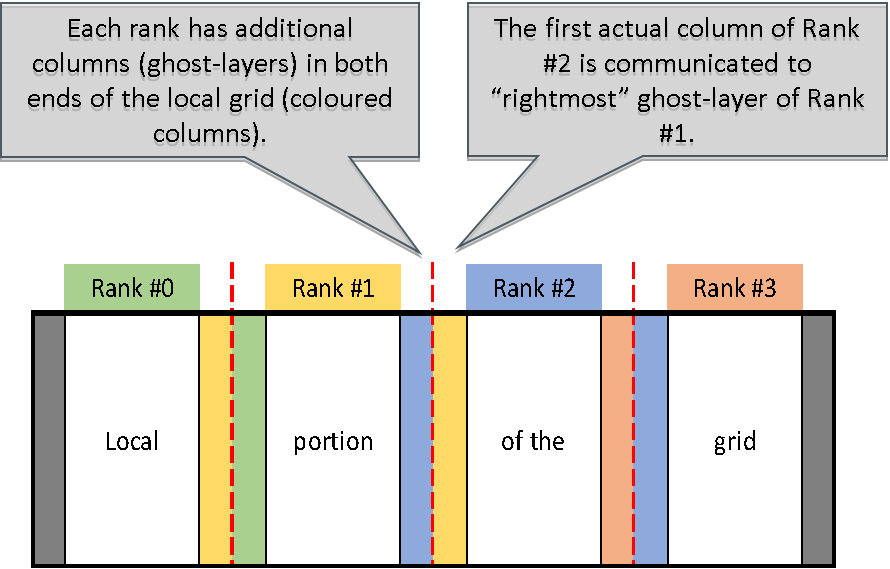 Each rank has additional
columns (ghost-layers) in both
ends of the local grid (coloured
columns).
The first actual column of Rank
#2 is communicated to
“rightmost” ghost-layer of Rank
#1.
Rank #0
Rank #1
Rank #2
Rank #3
Local
portion
of the
grid